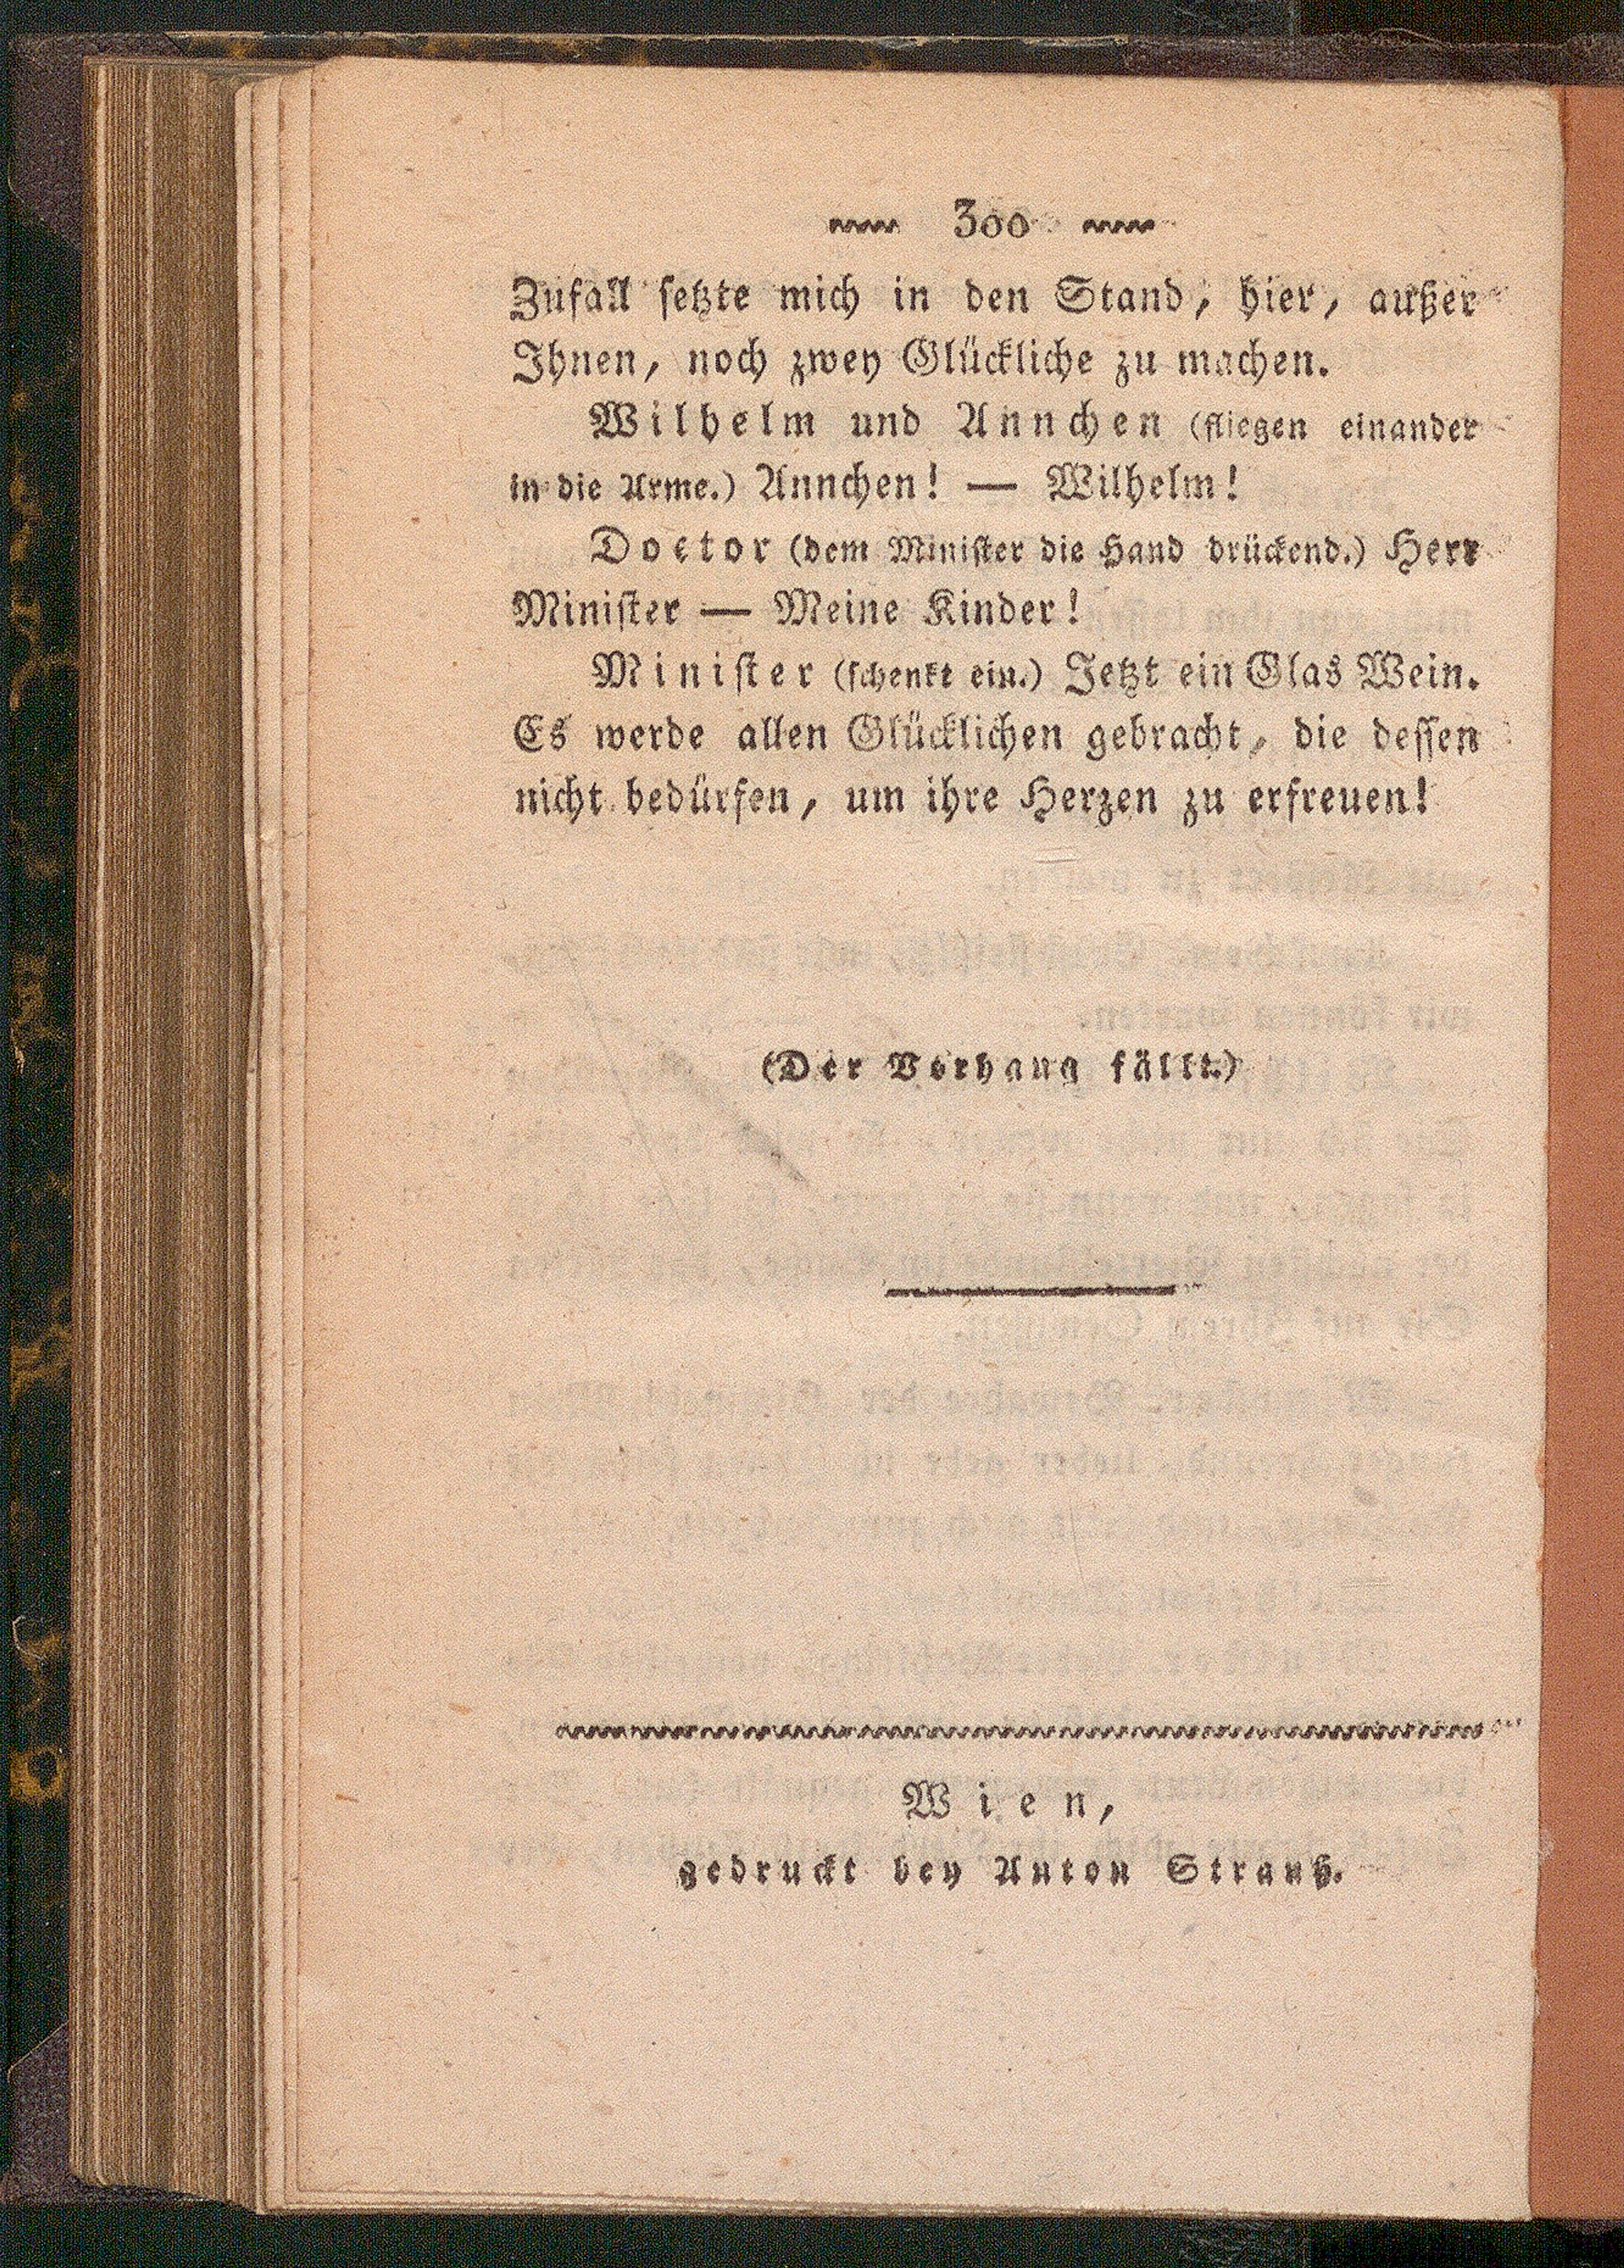 300
Zufall setzte mich in den Stand, hier, außer
Ihnen, noch zwey Glückliche zu machen.
Wilhelm und Annchen (fliegen einander
in die Arme.) Annchen! — Wilhelm!
Doctor (dem Minister die Hand drückend.) Herr
Minister — Meine Kinder!
Minister (schenkt ein.) Jetzt ein Glas Wein.
Es werde allen Glücklichen gebracht, die dessen
nicht bedürfen, um ihre Herzen zu erfreuen!
(Der Vorhang fällt.)
Wien,
gedruckt bey Anton Strauß.